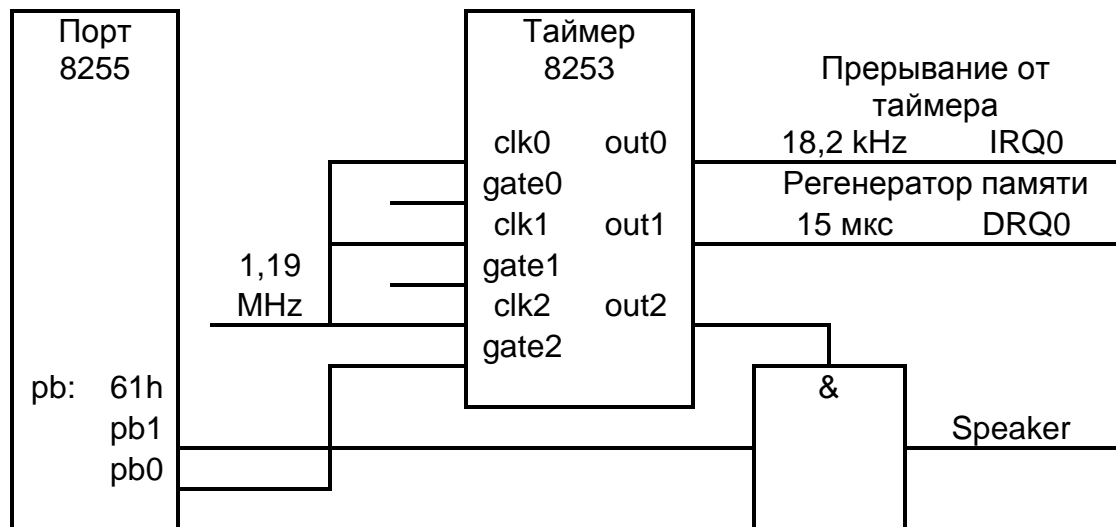 Порт
8255
Таймер
8253
Прерывание от
таймера
clk0 out0
18,2 kHz IRQ0
gate0
Регенератор памяти
clk1 out1
15 мкс DRQ0
1,19
MHz
gate1
clk2 out2
gate2
pb: 61h
&
pb1
Speaker
pb0